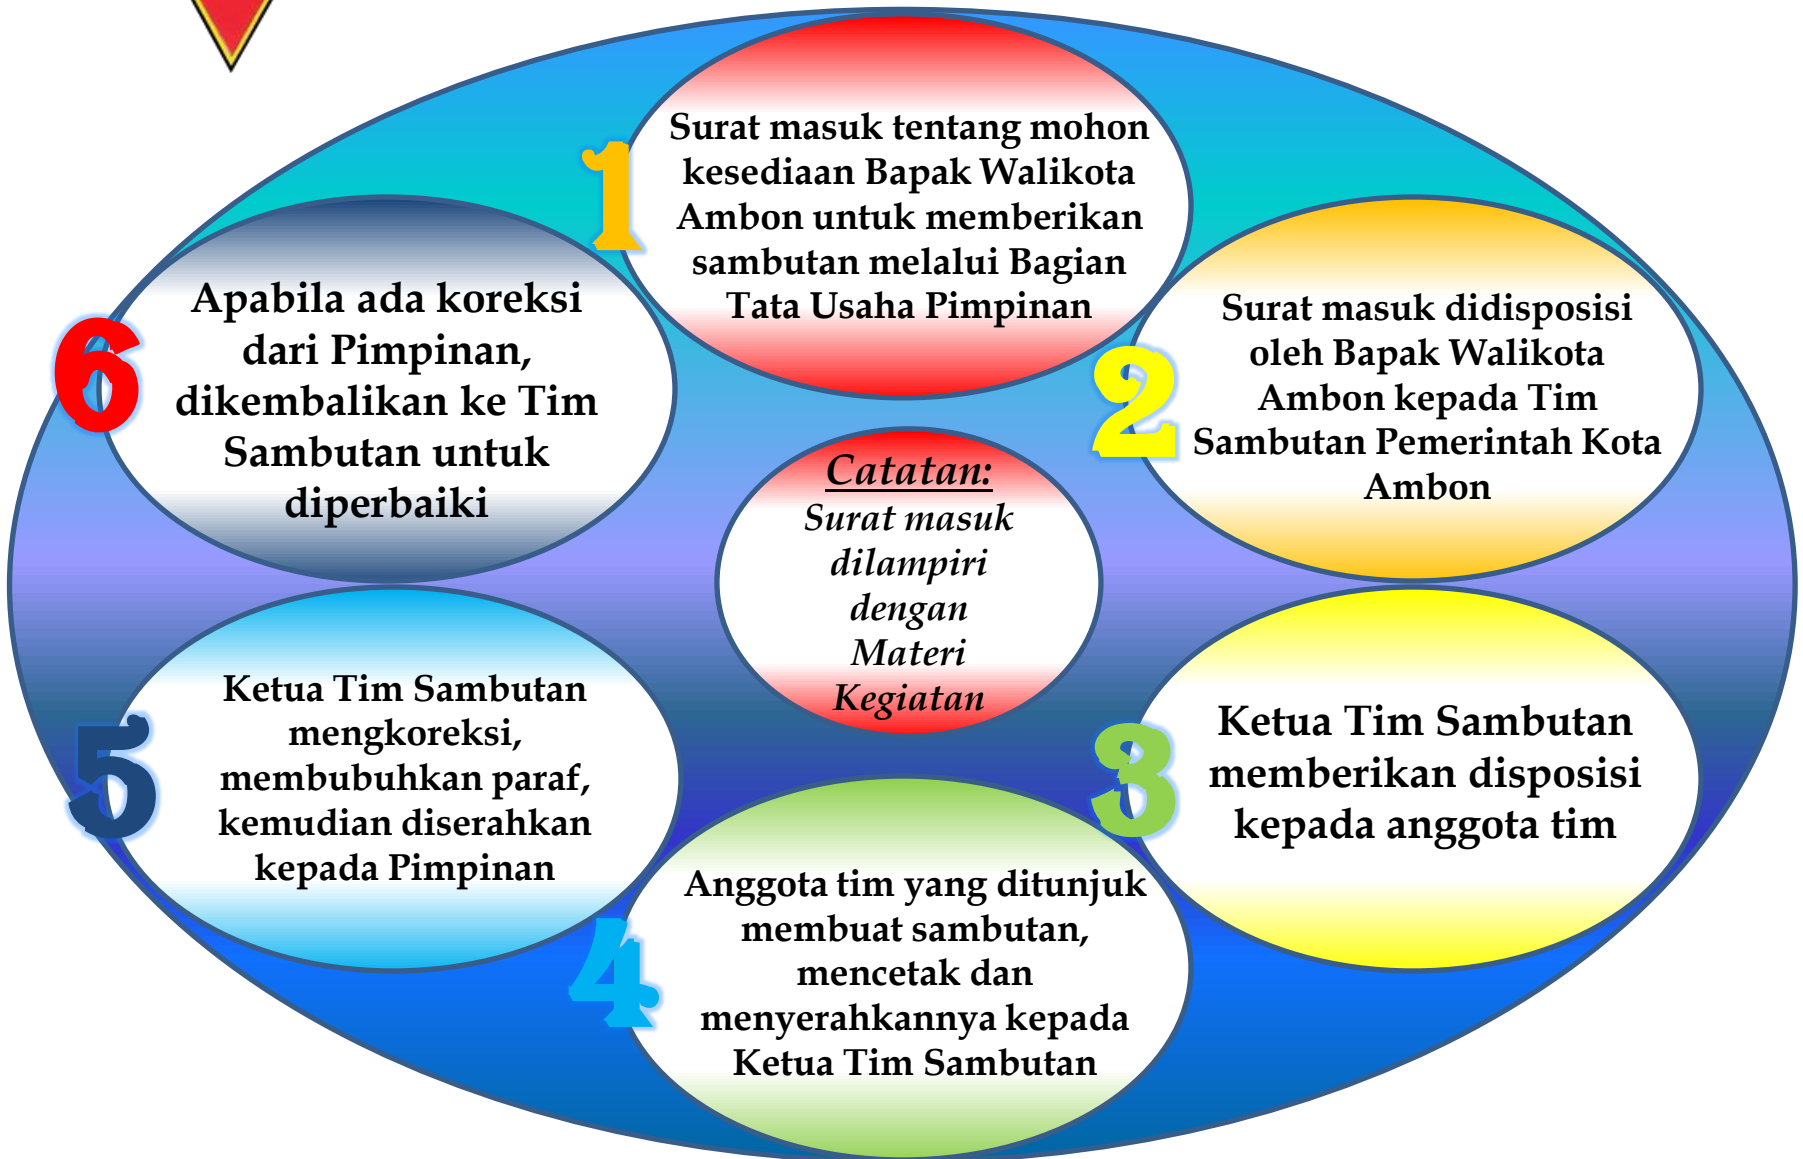 1
Surat masuk tentang mohon
kesediaan Bapak Walikota
Ambon untuk memberikan
sambutan melalui Bagian
Tata Usaha Pimpinan
2
Surat masuk didisposisi
oleh Bapak Walikota
Ambon kepada Tim
Sambutan Pemerintah Kota
Ambon
3
Ketua Tim Sambutan
memberikan disposisi
kepada anggota tim
4
Anggota tim yang ditunjuk
membuat sambutan,
mencetak dan
menyerahkannya kepada
Ketua Tim Sambutan
5
Ketua Tim Sambutan
mengkoreksi,
membubuhkan paraf,
kemudian diserahkan
kepada Pimpinan
6
Apabila ada koreksi
dari Pimpinan,
dikembalikan ke Tim
Sambutan untuk
diperbaiki
Catatan:
Surat masuk
dilampiri
dengan
Materi
Kegiatan